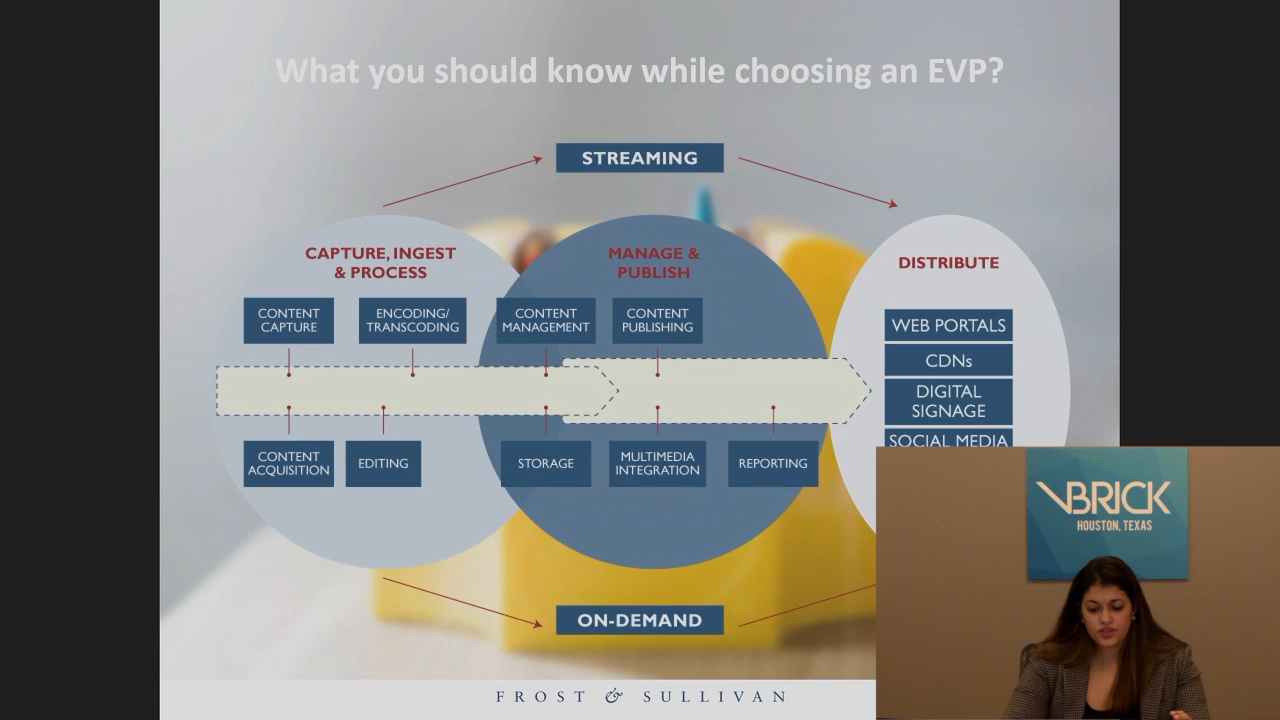 What you should know while choosing an EVP?
STREAMING
CAPTURE, INGEST
& PROCESS
MANAGE &
PUBLISH
DISTRIBUTE
CONTENT
CAPTURE
ENCODING/
TRANSCODING
CONTENT
MANAGEMENT
CONTENT
PUBLISHING
WEB PORTALS
CDNs
DIGITAL
SIGNAGE
SOCIAL MEDIA
CONTENT
ACQUISITION
EDITING
STORAGE
MULTIMEDIA
INTEGRATION
REPORTING
VBRICK
HOUSTON, TEXAS
ON-DEMAND
FROST & SULLIVAN